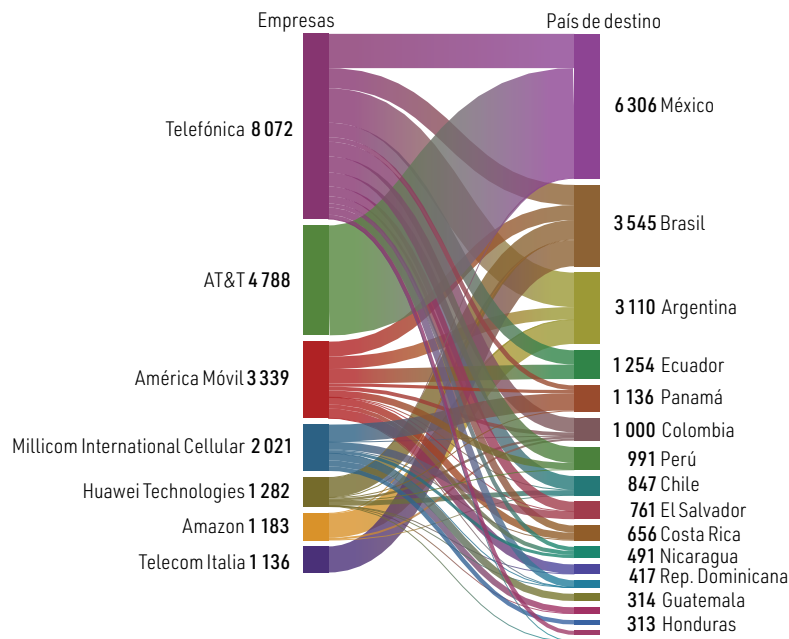 Empresas
País de destino
Telefónica 8 072
AT&T 4 788
América Móvil 3 339
Millicom International Cellular 2 021
Huawei Technologies 1 282
Amazon 1 183
Telecom Italia 1 136
6 306 México
3 545 Brasil
3 110 Argentina
1 254 Ecuador
1 136 Panamá
1 000 Colombia
991 Perú
847 Chile
761 El Salvador
656 Costa Rica
491 Nicaragua
417 Rep. Dominicana
314 Guatemala
313 Honduras